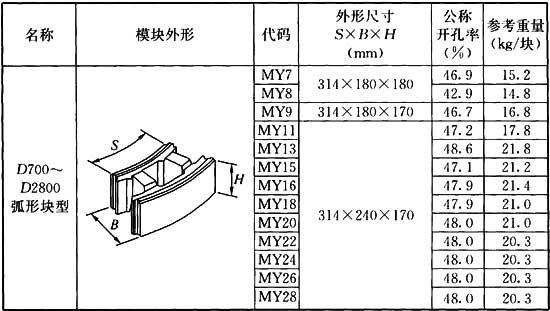 名称 模块外形 代码 外形尺寸 S×B×H (mm) 公称开孔率 (%) 参考重量 (kg/块)
D700～D2800 弧形块型
S H B
MY7 314×180×180 46.9 15.2
MY8 42.9 14.8
MY9 314×180×170 46.7 16.8
MY11 314×240×170 47.2 17.8
MY13 48.6 21.8
MY15 47.1 21.2
MY16 47.9 21.4
MY18 47.9 21.0
MY20 48.0 21.0
MY22 48.0 20.3
MY24 48.0 20.3
MY26 48.0 20.3
MY28 48.0 20.3